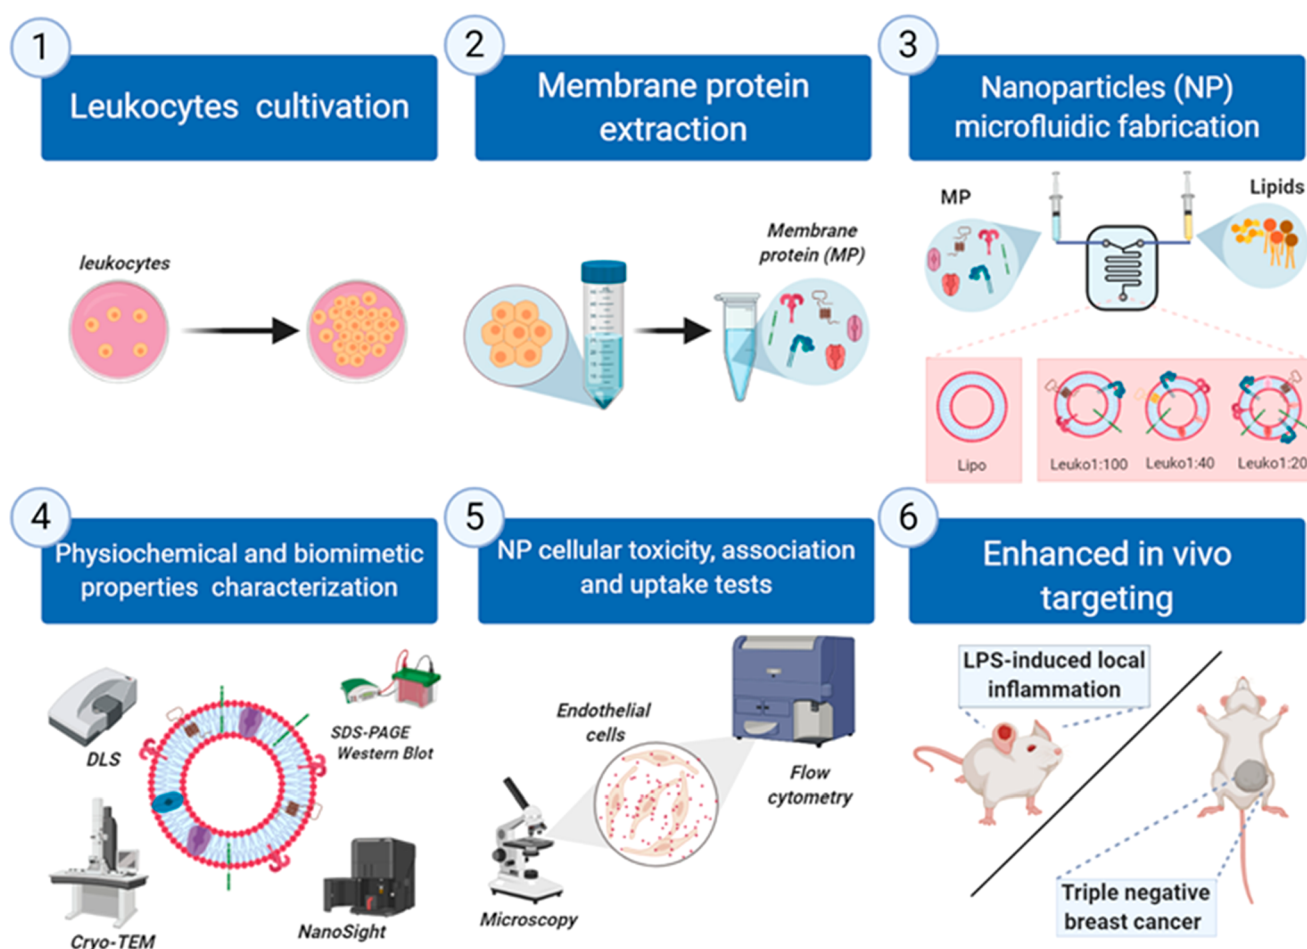 1
Leukocytes cultivation
leukocytes
2
Membrane protein
extraction
Membrane
protein (MP)
3
Nanoparticles (NP)
microfluidic fabrication
MP
Lipids
Lipo
Leuko1:100
Leuko1:40
Leuko1:20
4
Physiochemical and biomimetic
properties characterization
DLS
SDS-PAGE
Western Blot
Cryo-TEM
NanoSight
5
NP cellular toxicity, association
and uptake tests
Endothelial
cells
Flow
cytometry
Microscopy
6
Enhanced in vivo
targeting
LPS-induced local
inflammation
Triple negative
breast cancer